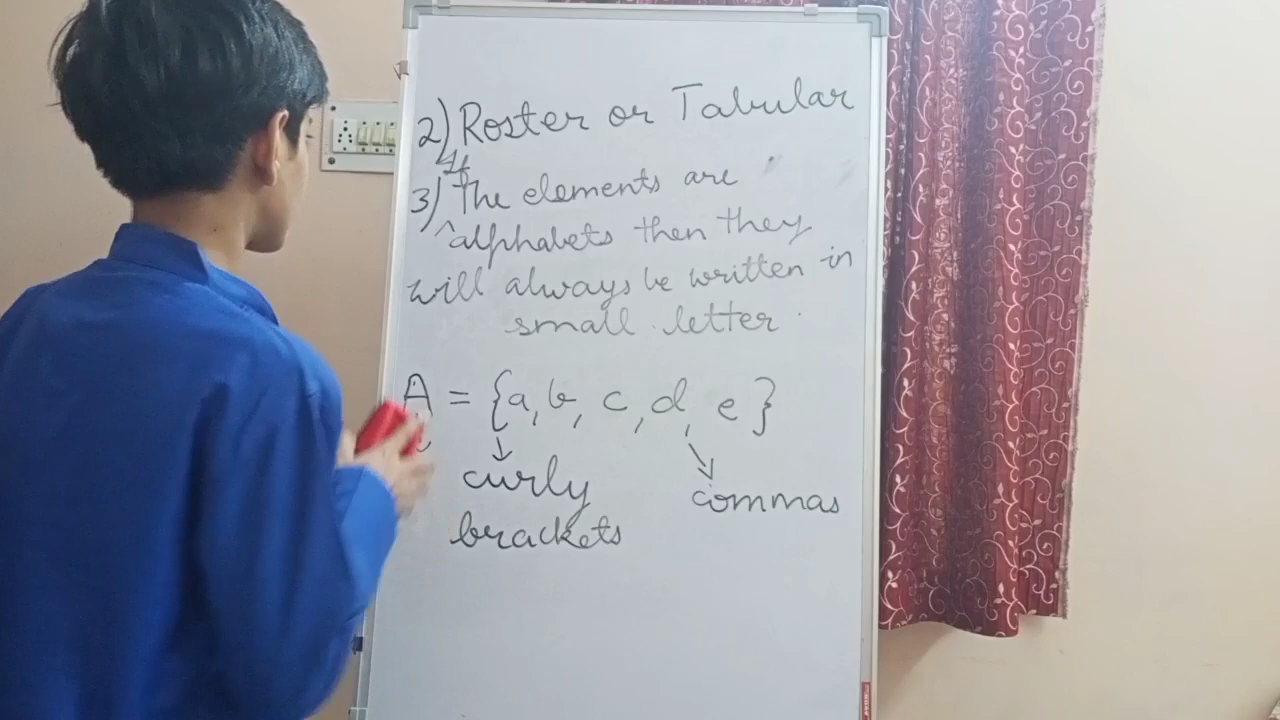 2) Roster or Tabular
If
3) The elements are
^alphabets then they
will always be written in
small letter.
A = {a, b, c, d, e}
curly
commas
brackets